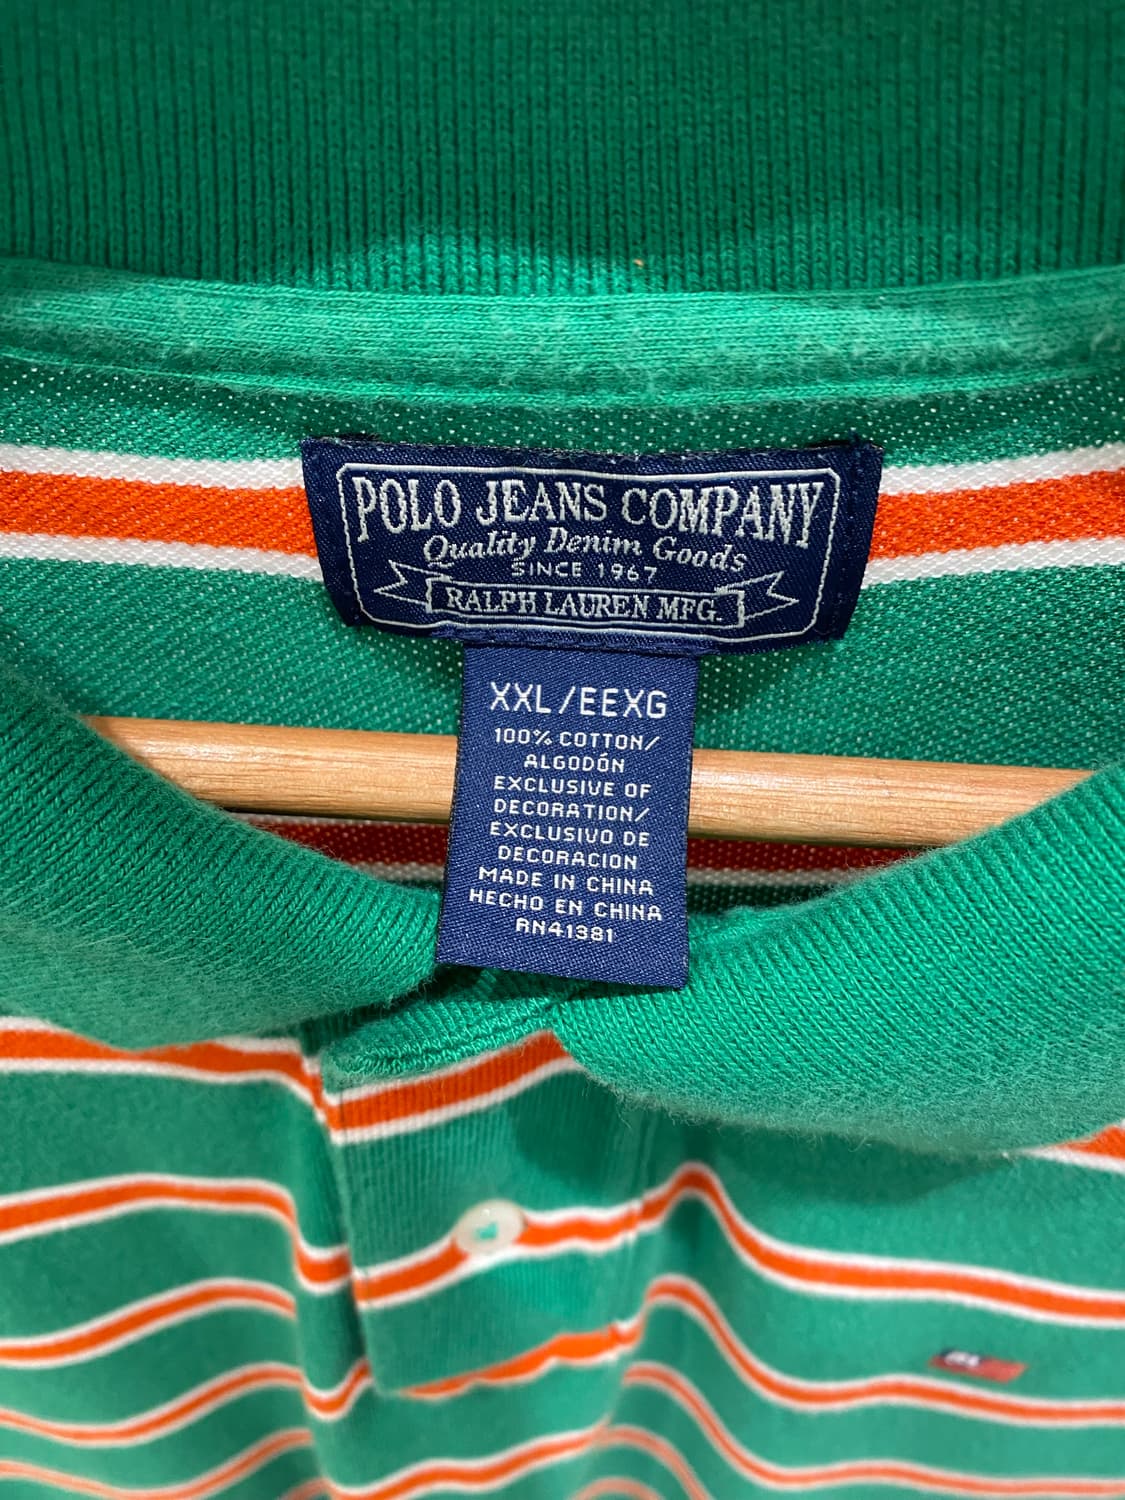 POLO JEANS COMPANY
Quality Denim Goods
SINCE 1967
RALPH LAUREN MFG.
XXL/EEXG
100% COTTON/
ALGODÓN
EXCLUSIVE OF
DECORATION/
EXCLUSIVO DE
DECORACION
MADE IN CHINA
HECHO EN CHINA
RN41381